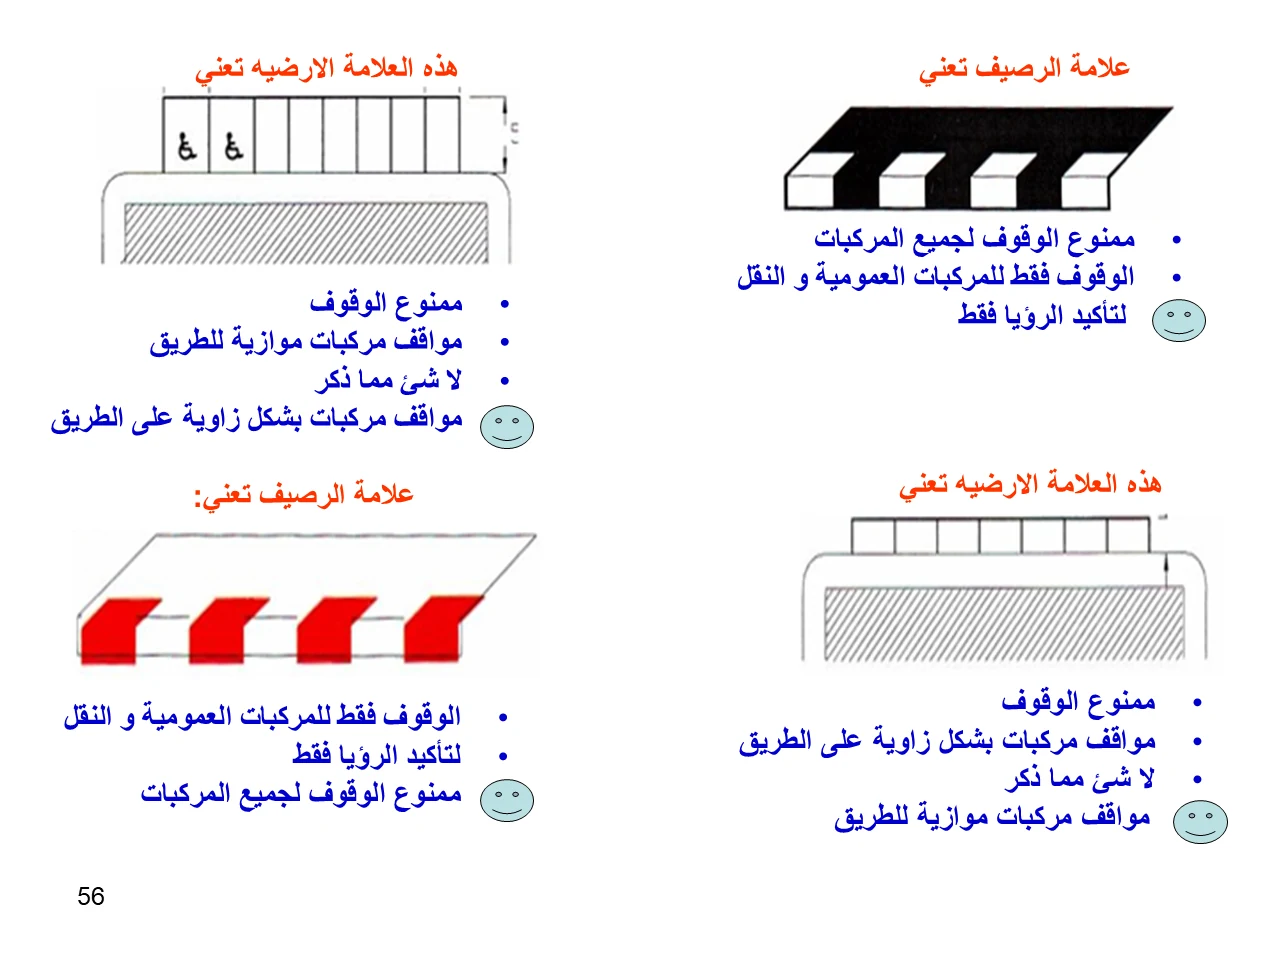 علامة الرصيف تعني
ممنوع الوقوف لجميع المركبات
الوقوف فقط للمركبات العمومية و النقل
لتأكيد الرؤيا فقط
هذه العلامة الارضيه تعني
ممنوع الوقوف
مواقف مركبات موازية للطريق
لا شئ مما ذكر
مواقف مركبات بشكل زاوية على الطريق
هذه العلامة الارضيه تعني
ممنوع الوقوف
مواقف مركبات بشكل زاوية على الطريق
لا شئ مما ذكر
مواقف مركبات موازية للطريق
علامة الرصيف تعني:
الوقوف فقط للمركبات العمومية و النقل
لتأكيد الرؤيا فقط
ممنوع الوقوف لجميع المركبات
56